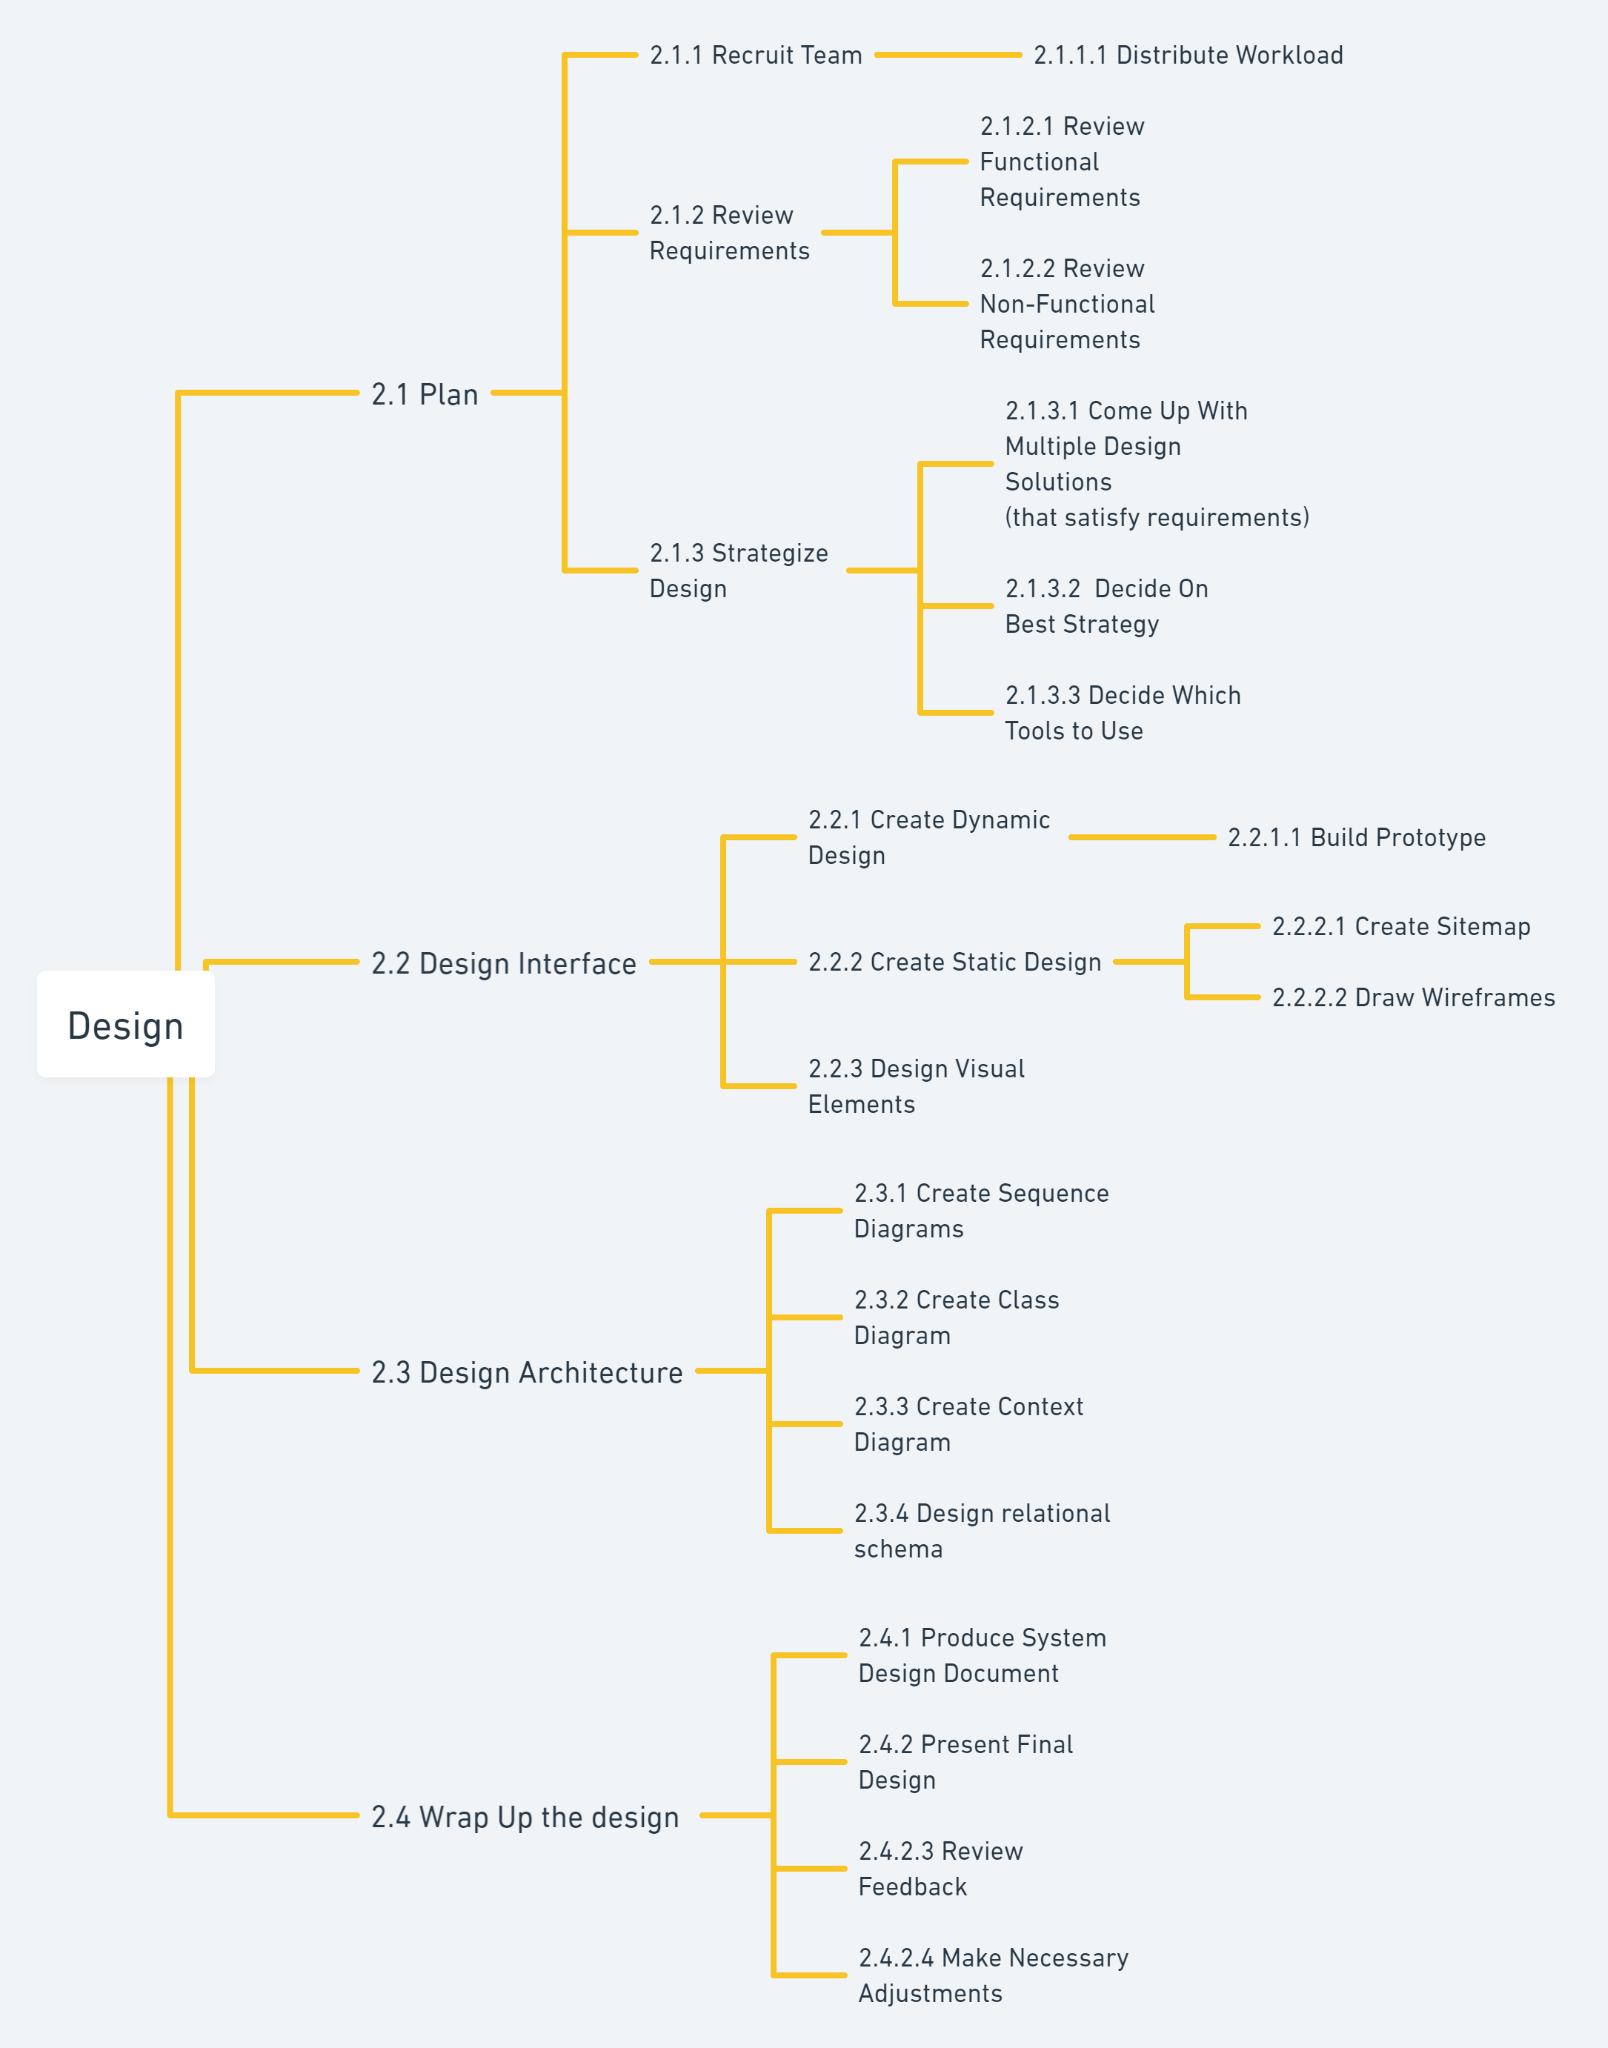 2.1.1 Recruit Team
2.1.1.1 Distribute Workload
2.1.2.1 Review
Functional
Requirements
2.1.2 Review
Requirements
2.1.2.2 Review
Non-Functional
Requirements
2.1 Plan
2.1.3.1 Come Up With
Multiple Design
Solutions
(that satisfy requirements)
2.1.3 Strategize
Design
2.1.3.2  Decide On
Best Strategy
2.1.3.3 Decide Which
Tools to Use
2.2.1 Create Dynamic
Design
2.2.1.1 Build Prototype
2.2 Design Interface
2.2.2 Create Static Design
2.2.2.1 Create Sitemap
2.2.2.2 Draw Wireframes
Design
2.2.3 Design Visual
Elements
2.3.1 Create Sequence
Diagrams
2.3.2 Create Class
Diagram
2.3 Design Architecture
2.3.3 Create Context
Diagram
2.3.4 Design relational
schema
2.4.1 Produce System
Design Document
2.4.2 Present Final
Design
2.4 Wrap Up the design
2.4.2.3 Review
Feedback
2.4.2.4 Make Necessary
Adjustments